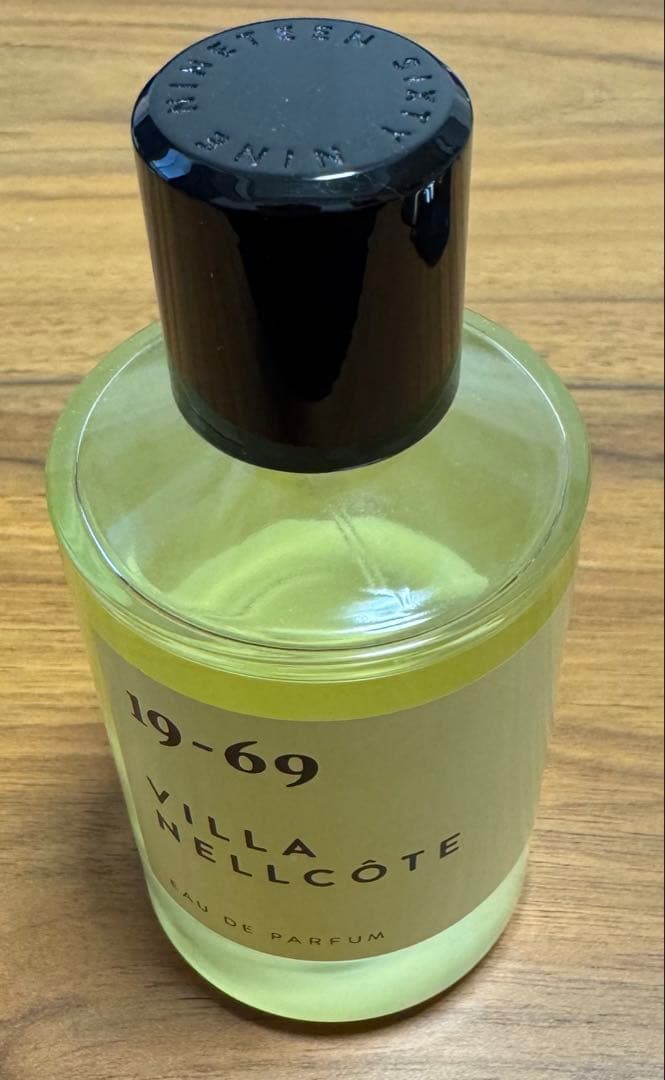 NINETEEN SIXTY NINE
19-69
VILLA
NELLCÔTE
EAU DE PARFUM